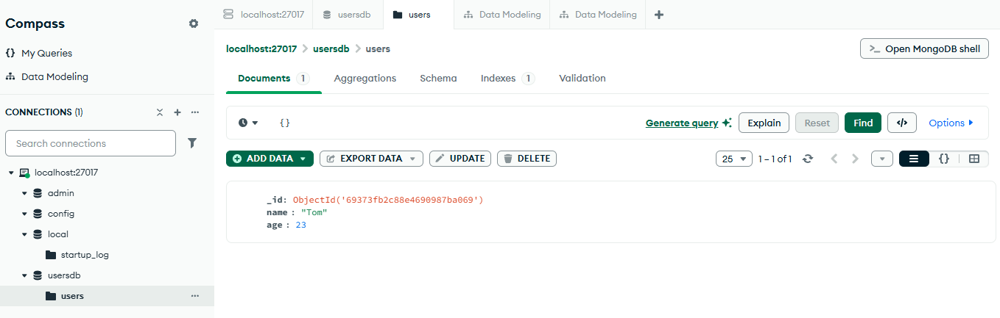 localhost:27017
usersdb
users
Data Modeling
Data Modeling
Compass
My Queries
Data Modeling
CONNECTIONS (1)
Search connections
localhost:27017
admin
config
local
startup_log
usersdb
users
localhost:27017 > usersdb > users
>_ Open MongoDB shell
Documents 1 Aggregations Schema Indexes 1 Validation
{} Generate query Explain Reset Find </> Options
ADD DATA EXPORT DATA UPDATE DELETE 25 1 – 1 of 1 {}
_id: ObjectId('69373fb2c88e4690987ba069')
name : "Tom"
age : 23